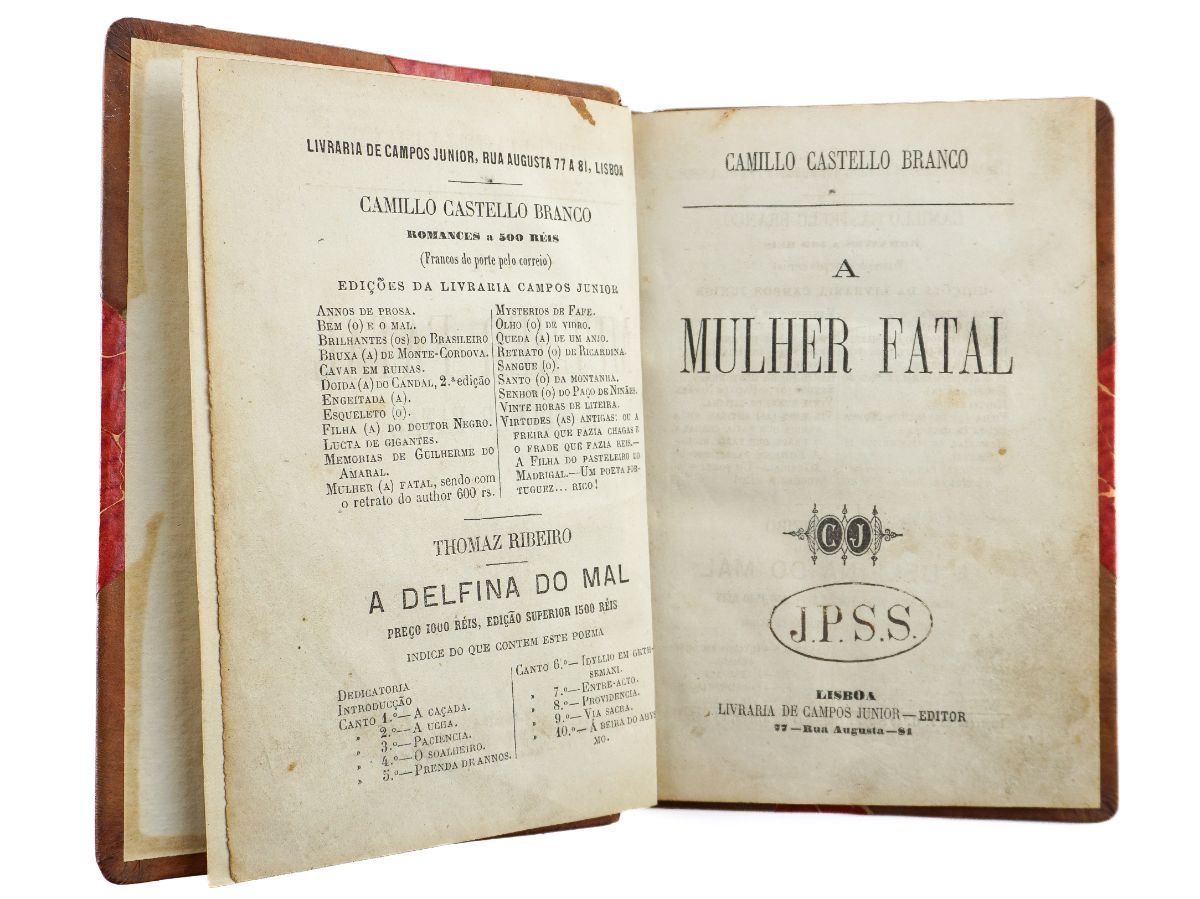 LIVRARIA DE CAMPOS JUNIOR, RUA AUGUSTA 77 A 81, LISBOA
CAMILLO CASTELLO BRANCO
ROMANCES a 500 RÉIS
(Francos de porte pelo correio)
EDIÇÕES DA LIVRARIA CAMPOS JUNIOR
ANNOS DE PROSA.
BEM (O) E O MAL.
BRILHANTES (OS) DO BRASILEIRO
BRUXA (A) DE MONTE-CORDOVA.
CAVAR EM RUINAS.
DOIDA (A) DO CANDAL, 2.ª edição
ENGEITADA (A).
ESQUELETO (O).
FILHA (A) DO DOUTOR NEGRO.
LUCTA DE GIGANTES.
MEMORIAS DE GUILHERME DO
AMARAL.
MULHER (A) FATAL, sendo com
o retrato do author 600 rs.
MYSTERIOS DE FAFE.
OLHO (O) DE VIDRO.
QUEDA (A) DE UM ANJO.
RETRATO (O) DE RICARDINA.
SANGUE (O).
SANTO (O) DA MONTANHA.
SENHOR (O) DO PAÇO DE NINÃES.
VINTE HORAS DE LITEIRA.
VIRTUDES (AS) ANTIGAS: OU A
FREIRA QUE FAZIA CHAGAS E
O FRADE QUE FAZIA REIS.—
A FILHA DO PASTELEIRO DO
MADRIGAL.—UM POETA POR-
TUGUEZ... RICO!
THOMAZ RIBEIRO
A DELFINA DO MAL
PREÇO 1000 RÉIS, EDIÇÃO SUPERIOR 1500 RÉIS
INDICE DO QUE CONTEM ESTE POEMA
DEDICATORIA
INTRODUCÇÃO
CANTO 1.º—A CAÇADA.
» 2.º—A UCHA.
» 3.º—PACIENCIA.
» 4.º—O SOALHEIRO.
» 5.º—PRENDA DE ANNOS.
CANTO 6.º—IDYLLIO EM GETH-
SEMANI.
» 7.º—ENTRE-ACTO.
» 8.º—PROVIDENCIA.
» 9.º—VIA SACRA.
» 10.º—Á BEIRA DO ABYS
MO.
CAMILLO CASTELLO BRANCO
A
MULHER FATAL
CJ
J.P.S.S.
LISBOA
LIVRARIA DE CAMPOS JUNIOR—EDITOR
77—Rua Augusta—81